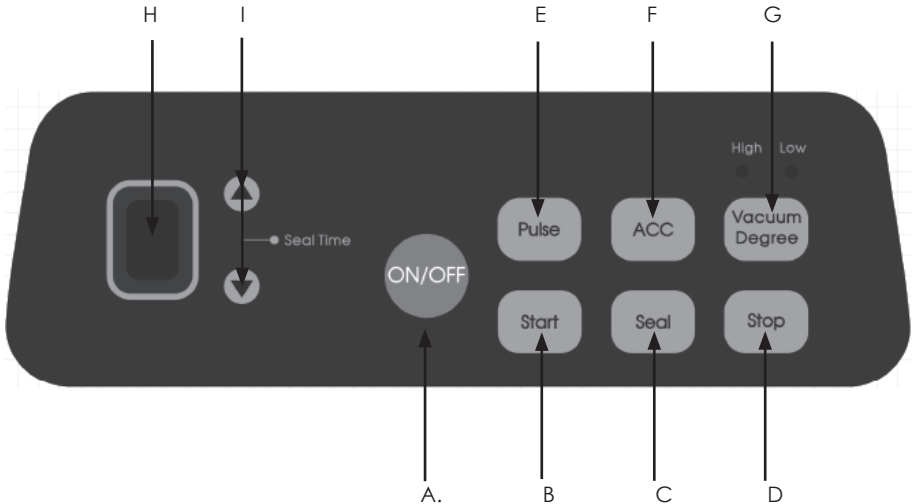 H
I
E
F
G
High
Low
Seal Time
ON/OFF
Pulse
ACC
Vacuum
Degree
Start
Seal
Stop
A.
B
C
D